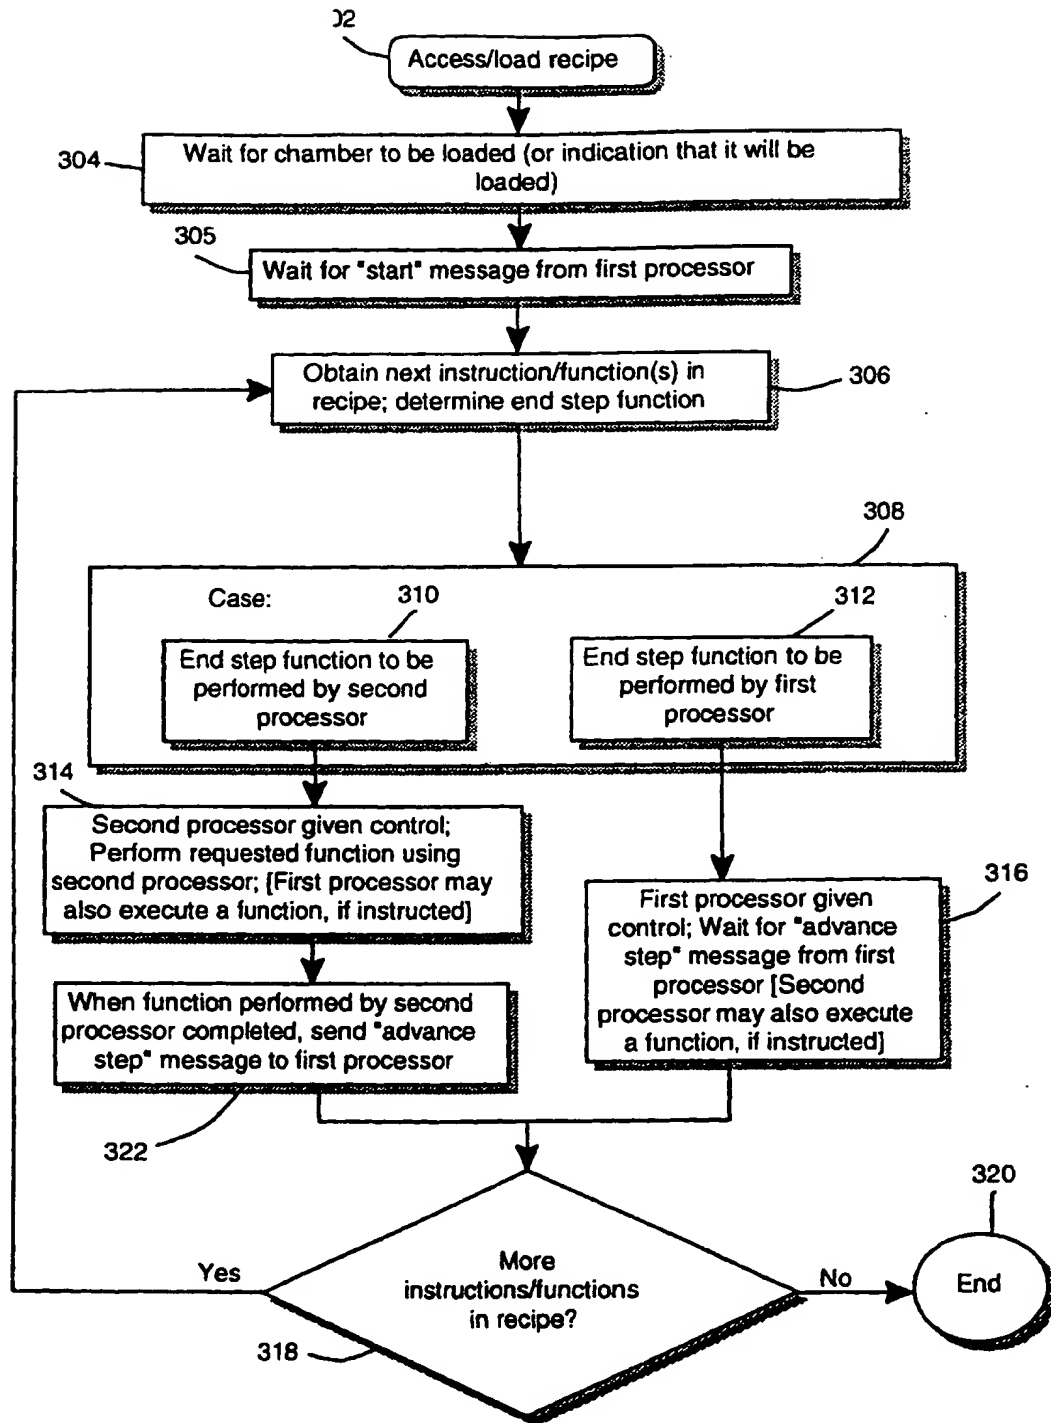 02
Access/load recipe
304
Wait for chamber to be loaded (or indication that it will be
loaded)
305
Wait for "start" message from first processor
Obtain next instruction/function(s) in
recipe; determine end step function
306
308
Case:
310
312
End step function to be
performed by second
processor
End step function to be
performed by first
processor
314
Second processor given control;
Perform requested function using
second processor; [First processor may
also execute a function, if instructed]
316
First processor given
control; Wait for "advance
step" message from first
processor [Second
processor may also execute
a function, if instructed]
When function performed by second
processor completed, send "advance
step" message to first processor
322
320
More
instructions/functions
in recipe?
Yes
No
End
318